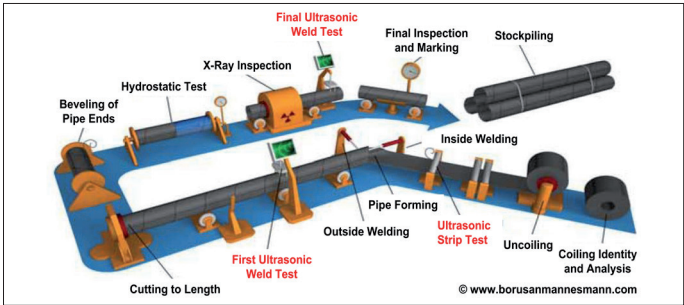 Final Ultrasonic
Weld Test
Final Inspection
and Marking
Stockpiling
X-Ray Inspection
Hydrostatic Test
Beveling of
Pipe Ends
Inside Welding
Pipe Forming
Outside Welding
Ultrasonic
Strip Test
Uncoiling
Coiling Identity
and Analysis
First Ultrasonic
Weld Test
Cutting to Length
© www.borusanmannesmann.com